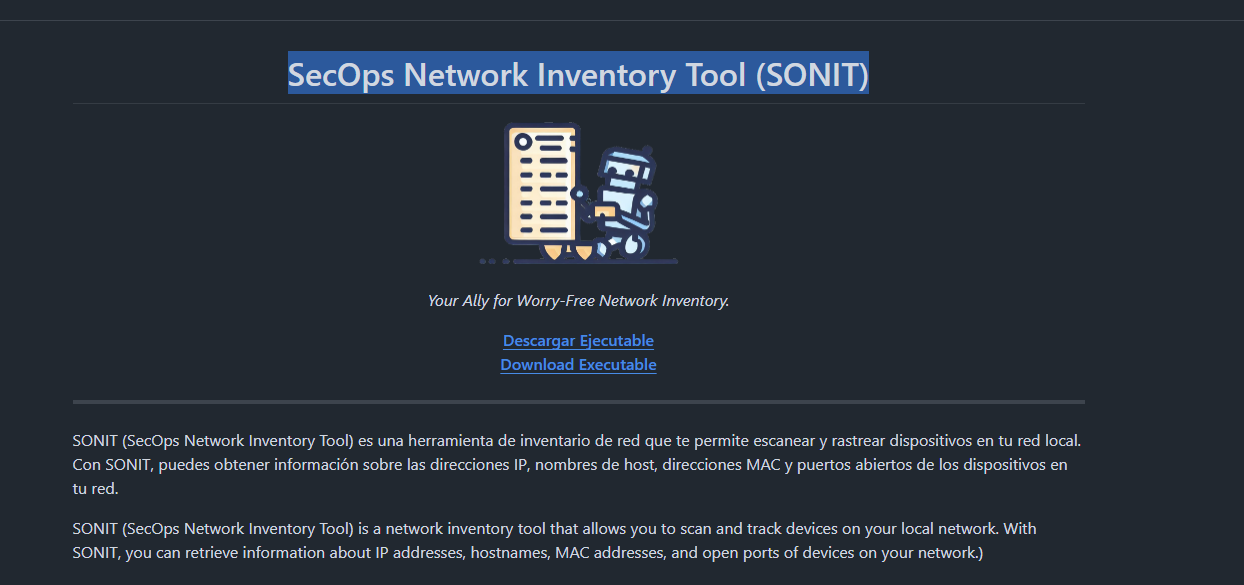 SecOps Network Inventory Tool (SONIT)
Your Ally for Worry-Free Network Inventory.
Descargar Ejecutable
Download Executable
SONIT (SecOps Network Inventory Tool) es una herramienta de inventario de red que te permite escanear y rastrear dispositivos en tu red local.
Con SONIT, puedes obtener información sobre las direcciones IP, nombres de host, direcciones MAC y puertos abiertos de los dispositivos en
tu red.
SONIT (SecOps Network Inventory Tool) is a network inventory tool that allows you to scan and track devices on your local network. With
SONIT, you can retrieve information about IP addresses, hostnames, MAC addresses, and open ports of devices on your network.)